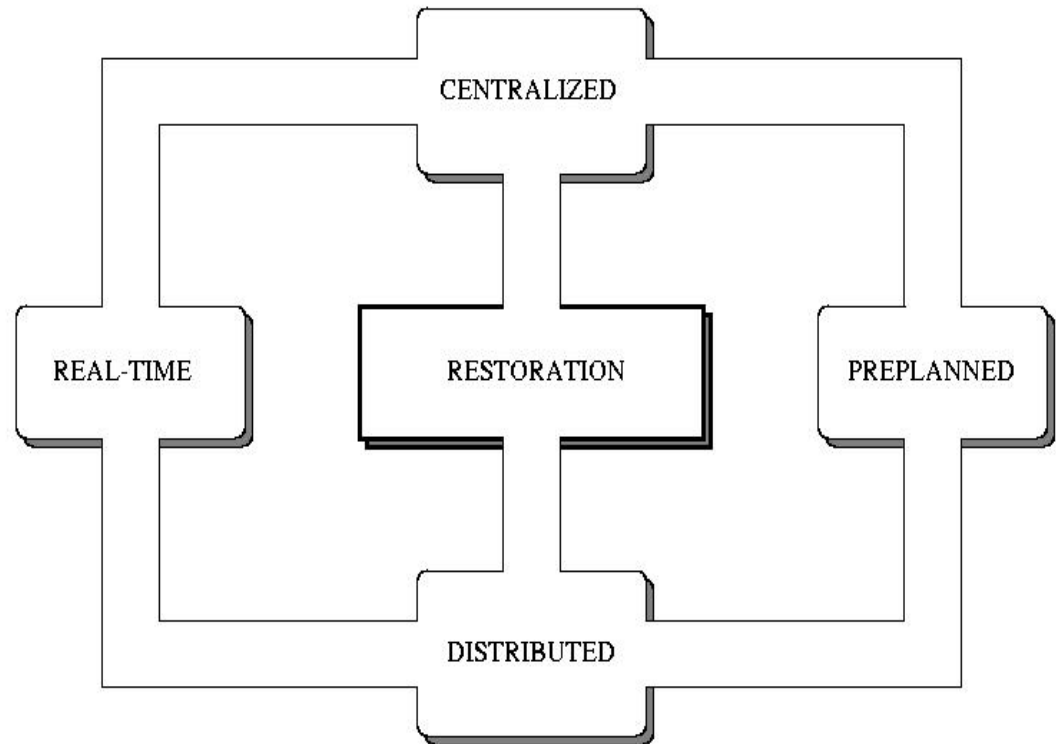 CENTRALIZED
REAL-TIME
RESTORATION
PREPLANNED
DISTRIBUTED